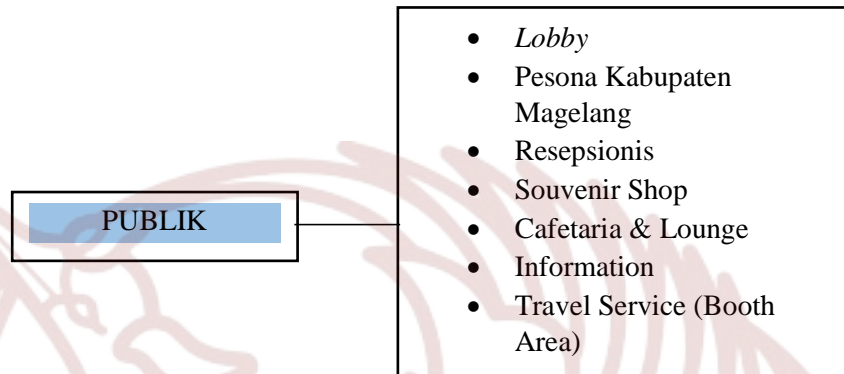 PUBLIK
• Lobby
• Pesona Kabupaten
Magelang
• Resepsionis
• Souvenir Shop
• Cafetaria & Lounge
• Information
• Travel Service (Booth
Area)